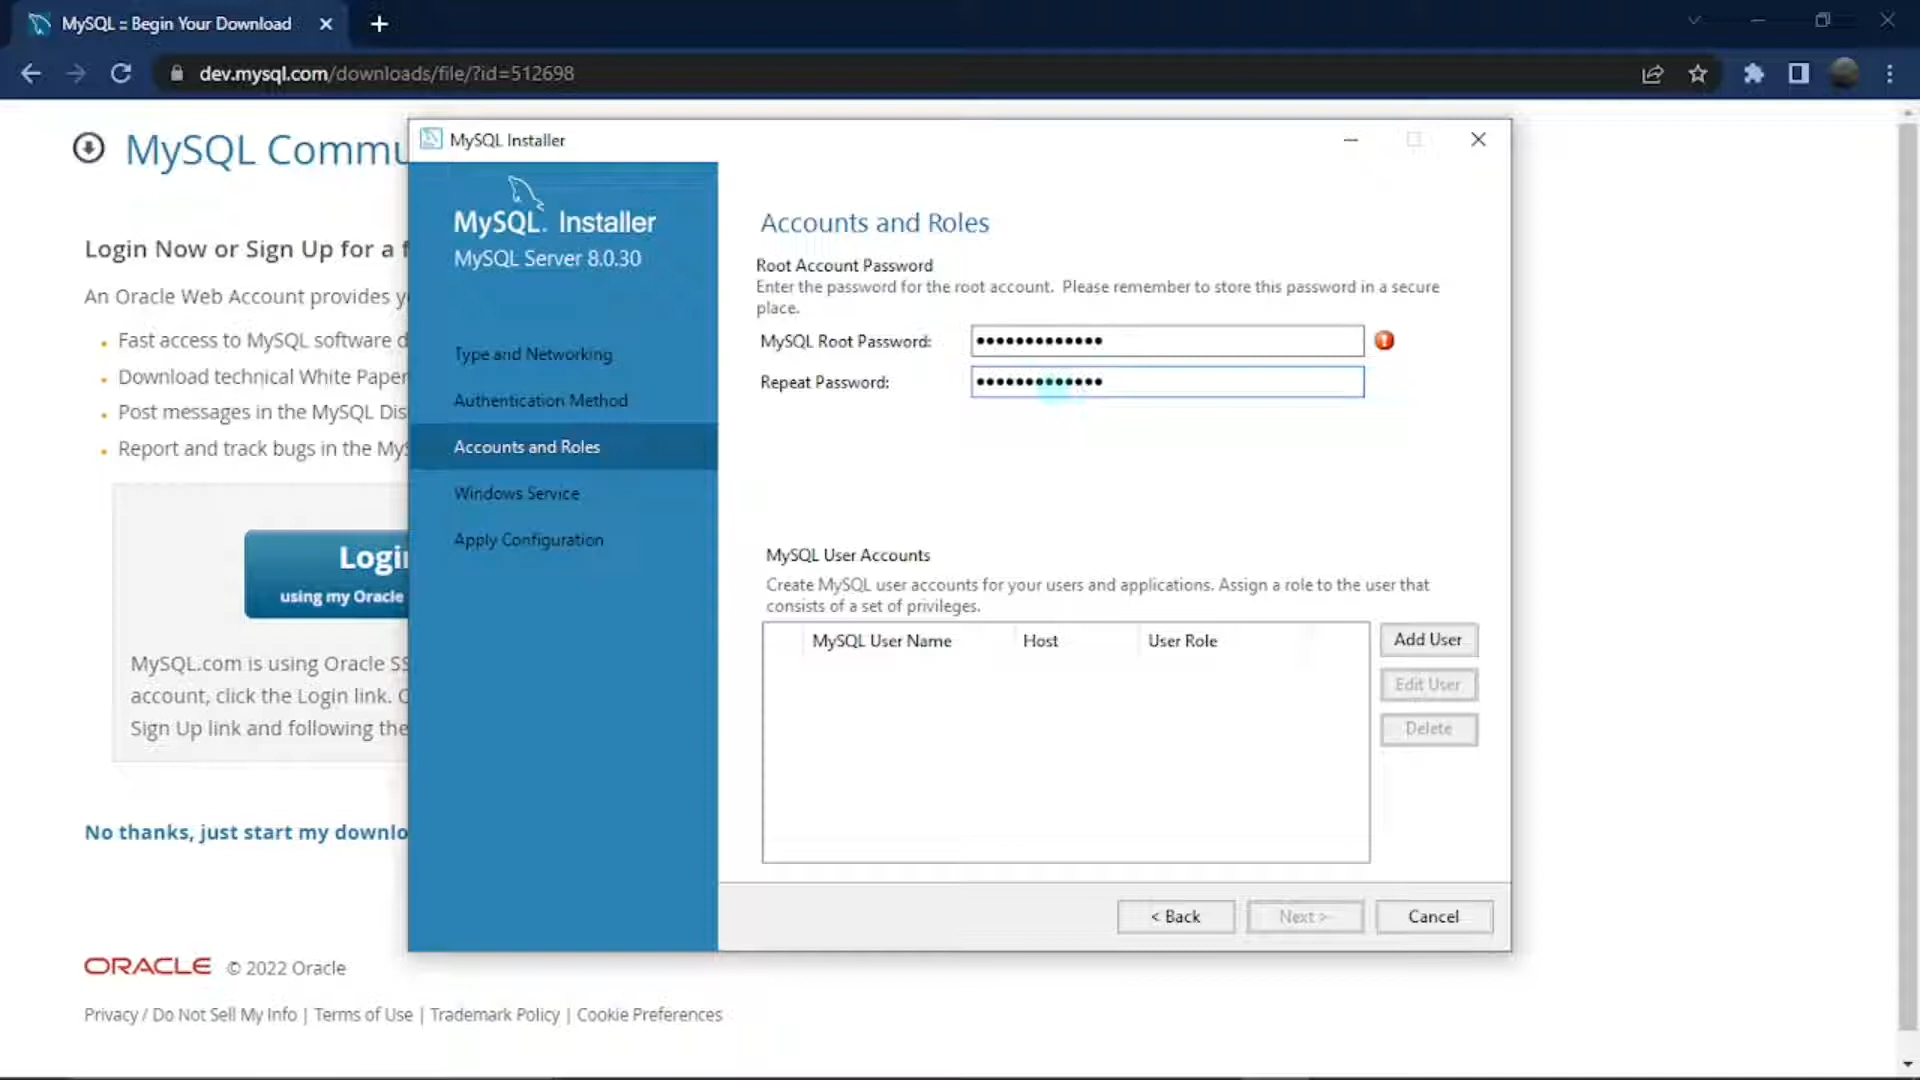 MySQL :: Begin Your Download
dev.mysql.com/downloads/file/?id=512698
MySQL Commu
Login Now or Sign Up for a f
An Oracle Web Account provides y
Fast access to MySQL software d
Download technical White Paper
Post messages in the MySQL Dis
Report and track bugs in the MyS
Logi
using my Oracle
MySQL.com is using Oracle SS
account, click the Login link. O
Sign Up link and following the
No thanks, just start my downlo
ORACLE © 2022 Oracle
Privacy / Do Not Sell My Info | Terms of Use | Trademark Policy | Cookie Preferences
MySQL Installer
MySQL. Installer
MySQL Server 8.0.30
Type and Networking
Authentication Method
Accounts and Roles
Windows Service
Apply Configuration
Accounts and Roles
Root Account Password
Enter the password for the root account. Please remember to store this password in a secure
place.
MySQL Root Password: •••••••••••••
Repeat Password: •••••••••••••
MySQL User Accounts
Create MySQL user accounts for your users and applications. Assign a role to the user that
consists of a set of privileges.
MySQL User Name Host User Role
Add User
Edit User
Delete
< Back Next > Cancel